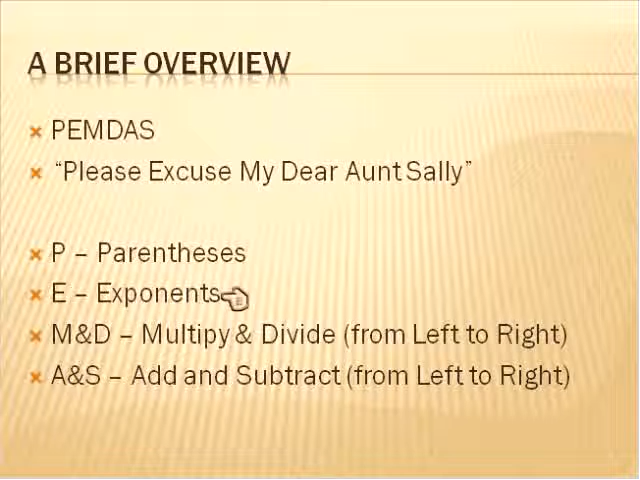 A BRIEF OVERVIEW
PEMDAS
“Please Excuse My Dear Aunt Sally”
P – Parentheses
E – Exponents
M&D – Multipy & Divide (from Left to Right)
A&S – Add and Subtract (from Left to Right)